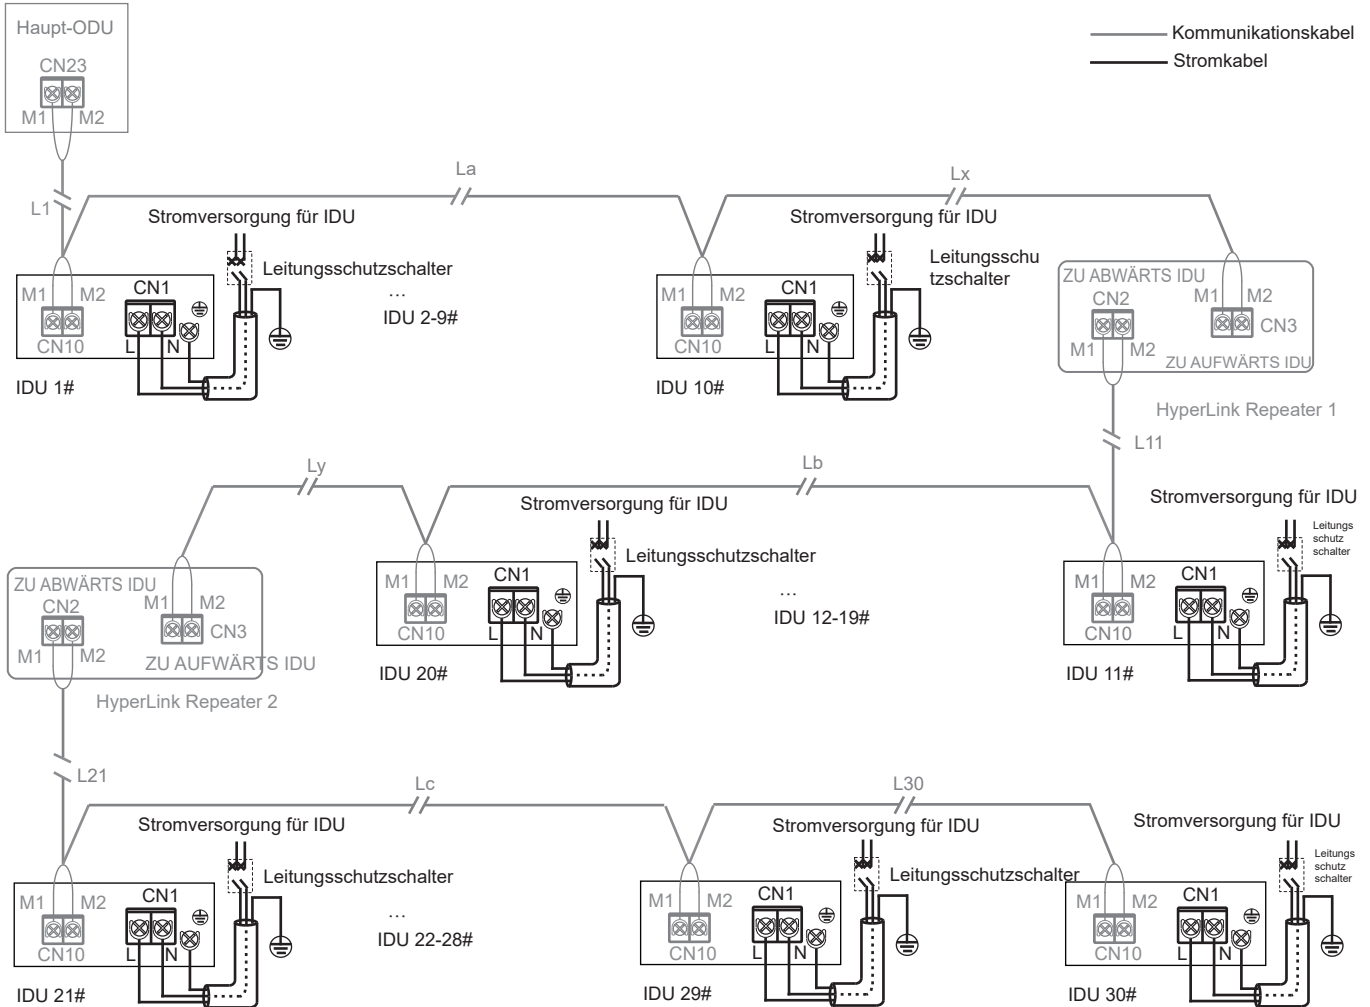 Haupt-ODU
CN23
M1 M2
Kommunikationskabel
Stromkabel
L1
La
Lx
Stromversorgung für IDU
Leitungsschutzschalter
M1 M2
CN1
CN10
L N
IDU 1#
...
IDU 2-9#
Stromversorgung für IDU
Leitungsschu
tzschalter
M1 M2
CN1
CN10
L N
IDU 10#
ZU ABWÄRTS IDU
CN2
M1 M2
M1 M2
CN3
ZU AUFWÄRTS IDU
HyperLink Repeater 1
L11
Ly
Lb
ZU ABWÄRTS IDU
CN2
M1 M2
M1 M2
CN3
ZU AUFWÄRTS IDU
HyperLink Repeater 2
Stromversorgung für IDU
Leitungsschutzschalter
M1 M2
CN1
CN10
L N
IDU 20#
...
IDU 12-19#
Stromversorgung für IDU
Leitungs
schutz
schalter
M1 M2
CN1
CN10
L N
IDU 11#
L21
Lc
L30
Stromversorgung für IDU
Leitungsschutzschalter
M1 M2
CN1
CN10
L N
IDU 21#
...
IDU 22-28#
Stromversorgung für IDU
Leitungsschutzschalter
M1 M2
CN1
CN10
L N
IDU 29#
Stromversorgung für IDU
Leitungs
schutz
schalter
M1 M2
CN1
CN10
L N
IDU 30#